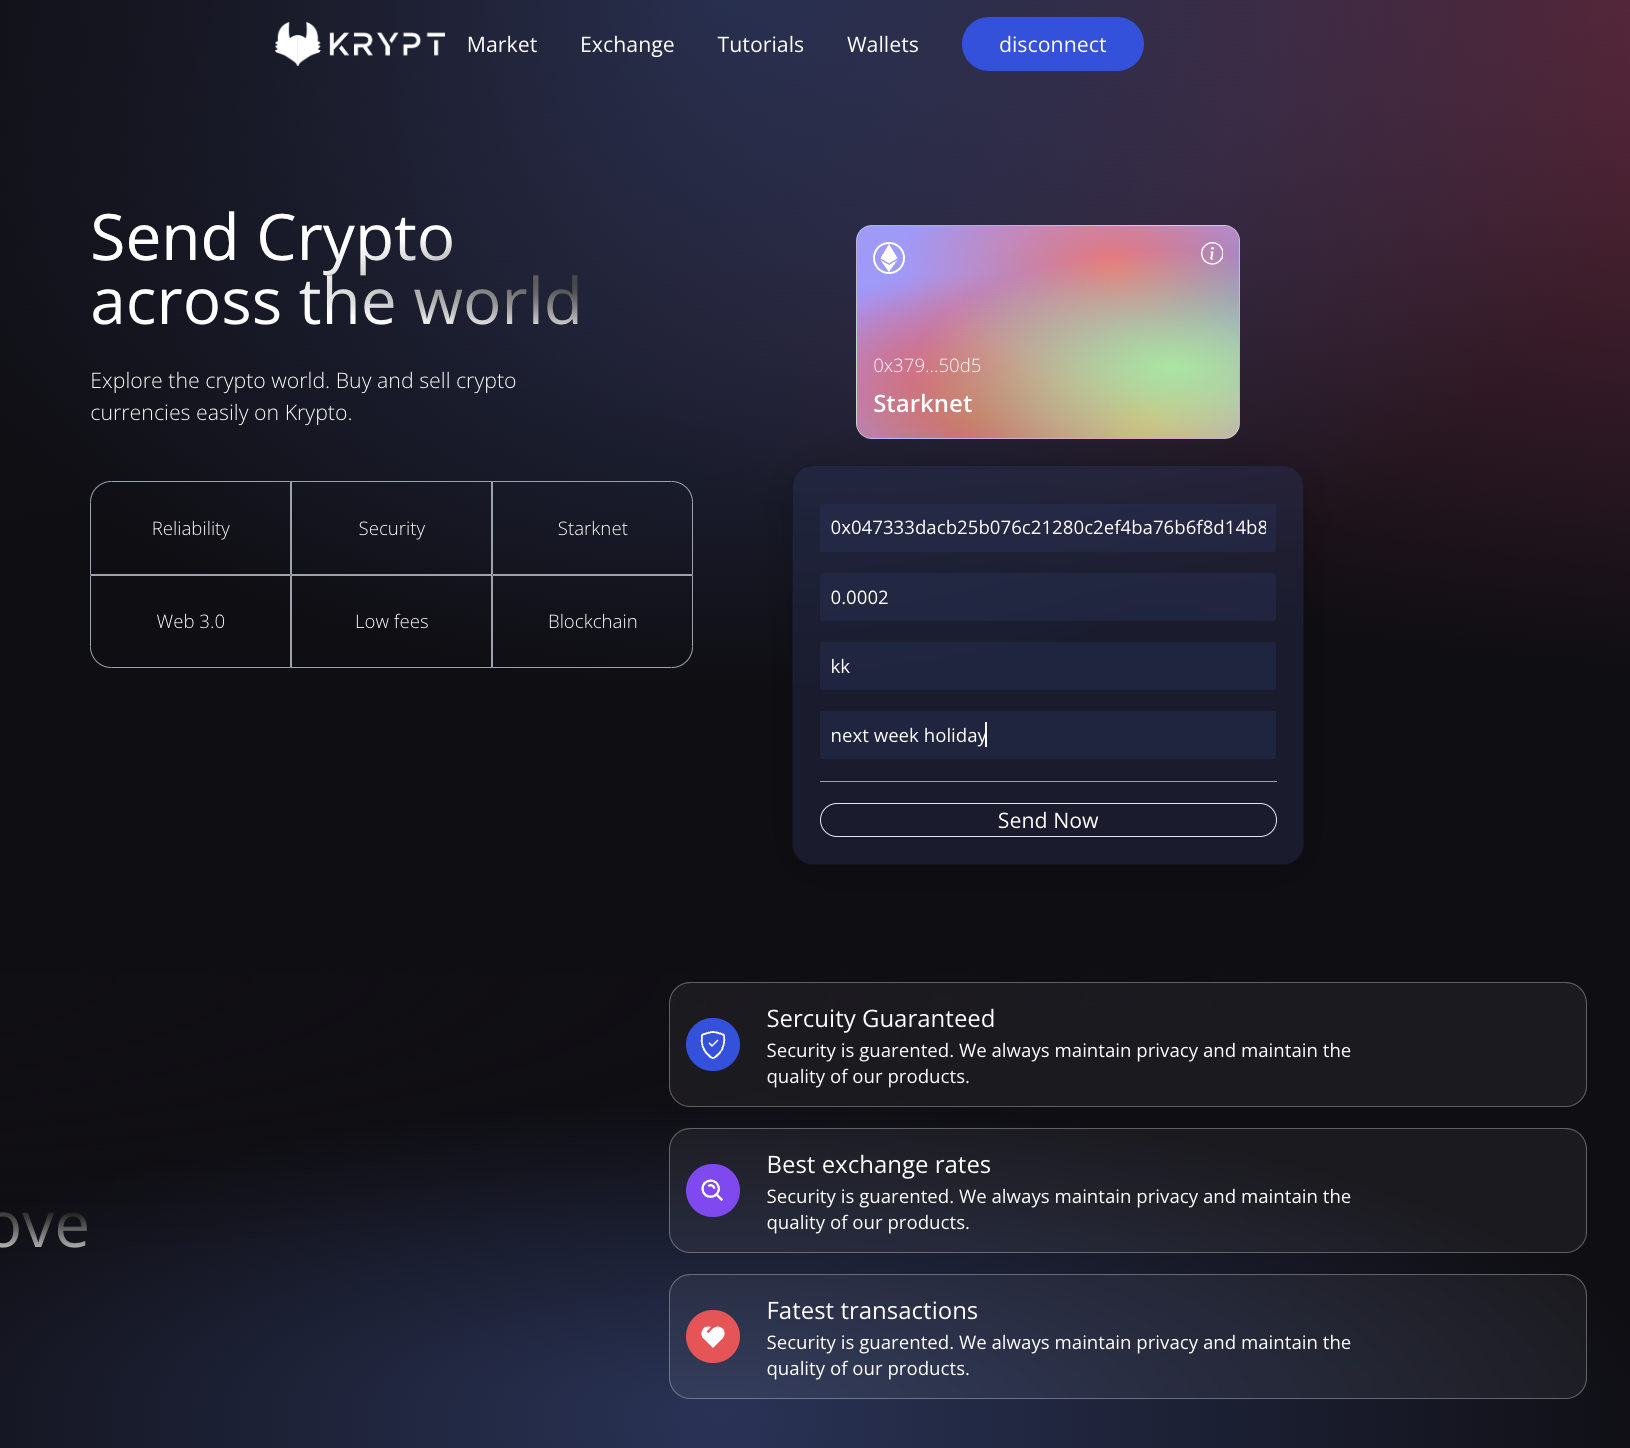 KRYPT Market Exchange Tutorials Wallets disconnect
Send Crypto
across the world
Explore the crypto world. Buy and sell crypto
currencies easily on Krypto.
Reliability Security Starknet
Web 3.0 Low fees Blockchain
0x379...50d5
Starknet
0x047333dacb25b076c21280c2ef4ba76b6f8d14b8
0.0002
kk
next week holiday
Send Now
Sercuity Guaranteed
Security is guarented. We always maintain privacy and maintain the
quality of our products.
ove
Best exchange rates
Security is guarented. We always maintain privacy and maintain the
quality of our products.
Fatest transactions
Security is guarented. We always maintain privacy and maintain the
quality of our products.